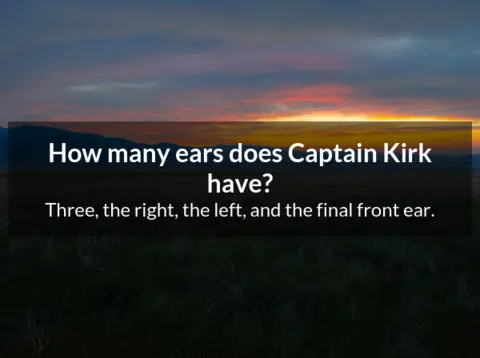 How many ears does Captain Kirk
have?
Three, the right, the left, and the final front ear.